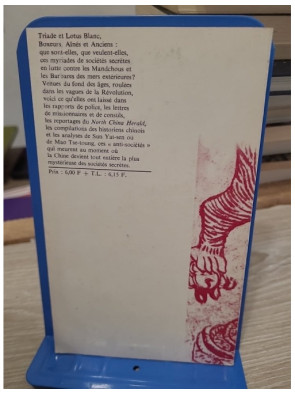 Triade et Lotus Blanc,
Boxeurs, Aînés et Anciens :
que sont-elles, que veulent-elles,
ces myriades de sociétés secrètes
en lutte contre les Mandchous et
les Barbares des mers extérieures?
Venues du fond des âges, roulées
dans les vagues de la Révolution,
voici ce qu'elles ont laissé dans
les rapports de police, les lettres
de missionnaires et de consuls,
les reportages du North China Herald,
les compilations des historiens chinois
et les analyses de Sun Yat-sen ou
de Mao Tse-toung, ces « anti-sociétés »
qui meurent au moment où
la Chine devient tout entière la plus
mystérieuse des sociétés secrètes.
Prix : 6,00 F + T.L. : 6,15 F.